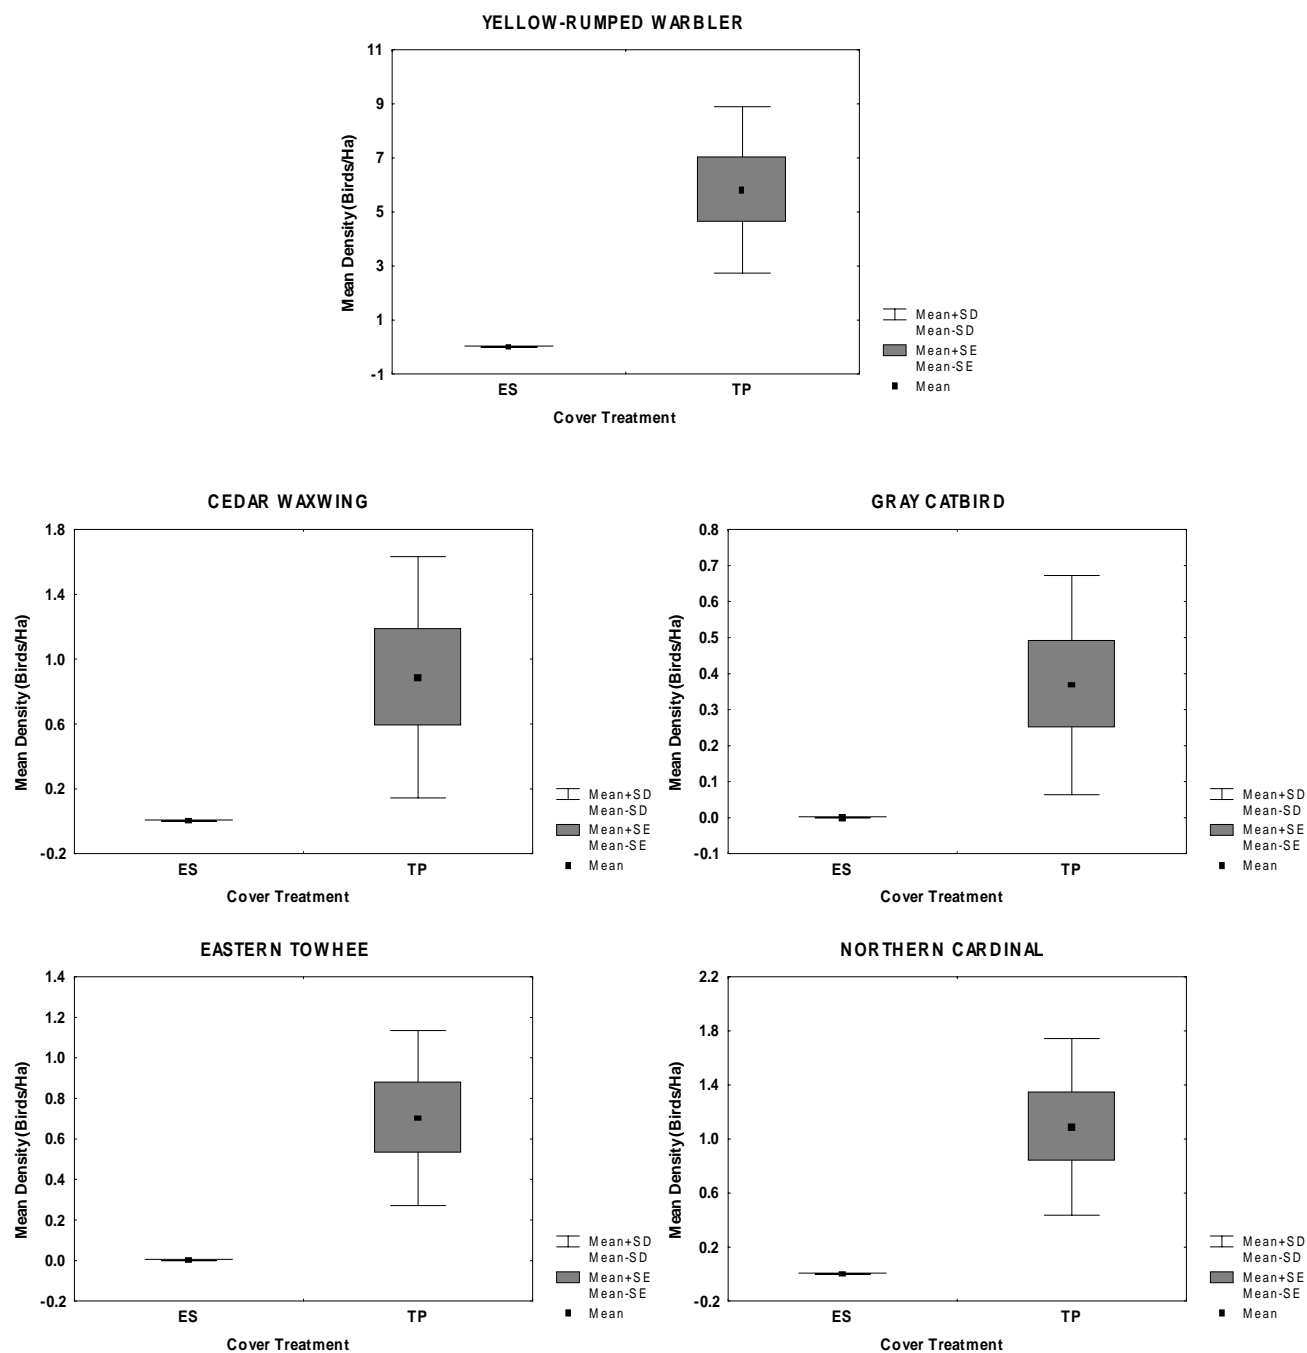 YELLOW-RUMPED WARBLER
Mean Density (Birds/Ha)
11
9
7
5
3
1
-1
ES TP
Cover Treatment
Mean+SD
Mean-SD
Mean+SE
Mean-SE
Mean
CEDAR WAXWING
Mean Density (Birds/Ha)
1.8
1.4
1.0
0.6
0.2
-0.2
ES TP
Cover Treatment
Mean+SD
Mean-SD
Mean+SE
Mean-SE
Mean
GRAY CATBIRD
Mean Density (Birds/Ha)
0.8
0.7
0.6
0.5
0.4
0.3
0.2
0.1
0.0
-0.1
ES TP
Cover Treatment
Mean+SD
Mean-SD
Mean+SE
Mean-SE
Mean
EASTERN TOWHEE
Mean Density (Birds/Ha)
1.4
1.2
1.0
0.8
0.6
0.4
0.2
0.0
-0.2
ES TP
Cover Treatment
Mean+SD
Mean-SD
Mean+SE
Mean-SE
Mean
NORTHERN CARDINAL
Mean Density (Birds/Ha)
2.2
1.8
1.4
1.0
0.6
0.2
-0.2
ES TP
Cover Treatment
Mean+SD
Mean-SD
Mean+SE
Mean-SE
Mean